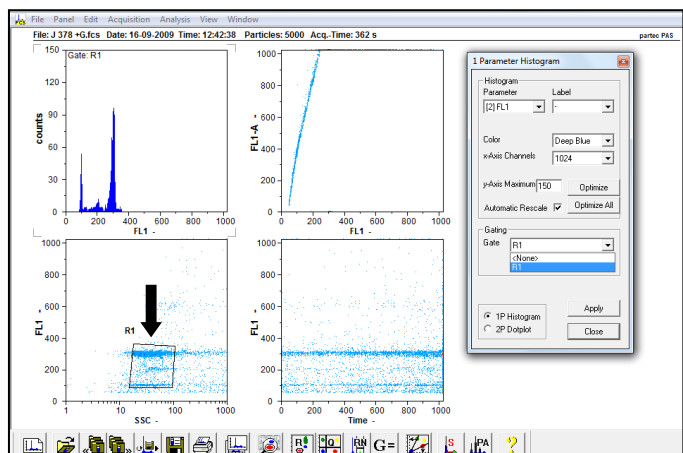 File Panel Edit Acquisition Analysis View Window
File: J 378 +G.fcs Date: 16-09-2009 Time: 12:42:38 Particles: 5000 Acq.-Time: 362 s
partec PAS
150
120
90
60
30
0
counts
Gate: R1
0 200 400 600 800 1000
FL1 -
1000
800
600
400
200
0
FL1-A -
0 200 400 600 800 1000
FL1 -
1000
800
600
400
200
0
FL1 -
R1
1 10 100 1000
SSC -
1000
800
600
400
200
0
FL1 -
0 200 400 600 800 1000
Time -
1 Parameter Histogram
Histogram
Parameter Label
[2] FL1 -
Color Deep Blue
x-Axis Channels 1024
y-Axis Maximum 150 Optimize
Automatic Rescale Optimize All
Gating
Gate R1
<None>
R1
1P Histogram
2P Dotplot
Apply
Close
R Q G= S PA ?